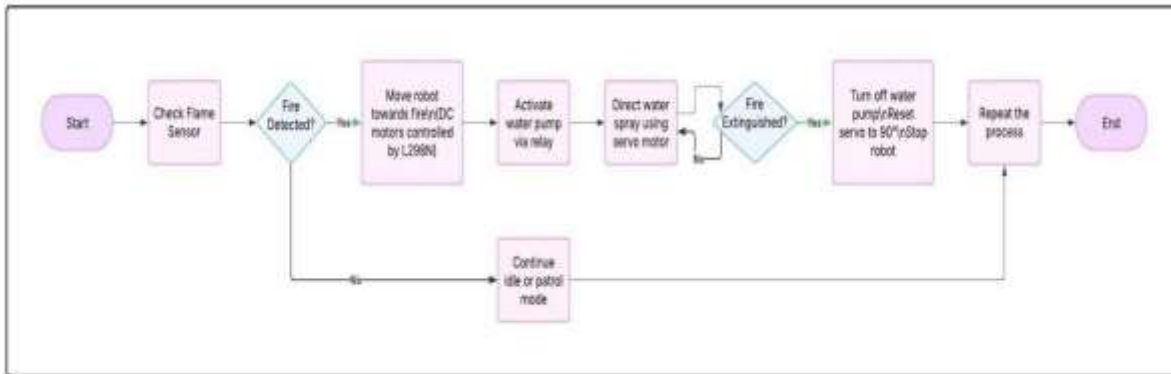 Start
Check Flame
Sensor
Fire
Detected?
Yes
Move robot
towards fire\n(DC
motors controlled
by L298N)
Activate
water pump
via relay
Direct water
spray using
servo motor
Fire
Extinguished?
No
Yes
Turn off water
pump\nReset
servo to 90°\nStop
robot
Repeat the
process
End
No
Continue
idle or patrol
mode